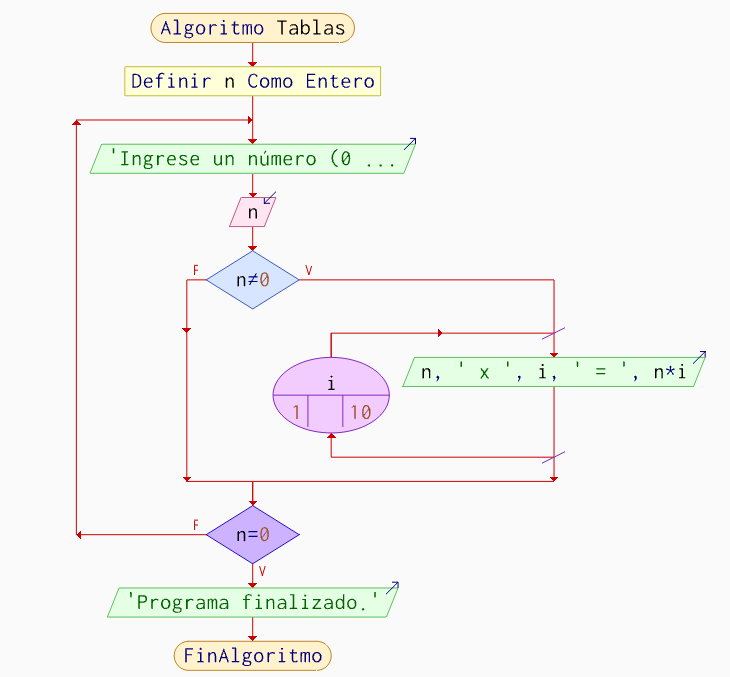 Algoritmo Tablas
Definir n Como Entero
'Ingrese un número (0 ...
n
F
n≠0
V
i
1 10
n, ' x ', i, ' = ', n*i
F
n=0
V
'Programa finalizado.'
FinAlgoritmo